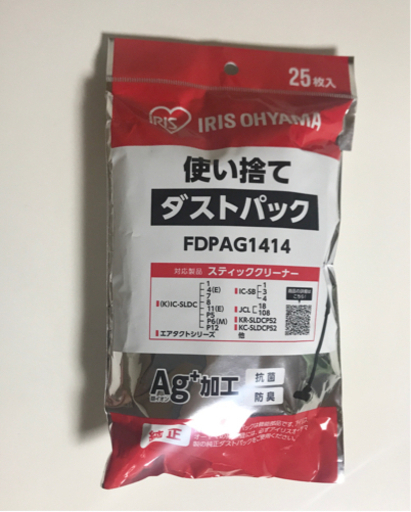 25枚入
IRIS IRIS OHYAMA
使い捨て
ダストパック
FDPAG1414
対応製品 スティッククリーナー
(K)IC-SLDC
1
4(E)
7
8
11(E)
P5
P6(M)
P12
エアタクトシリーズ
IC-SB
1
3
4
JCL
18
108
KR-SLDCP52
KC-SLDCP52
他
Ag+加工
抗菌
防臭
純正